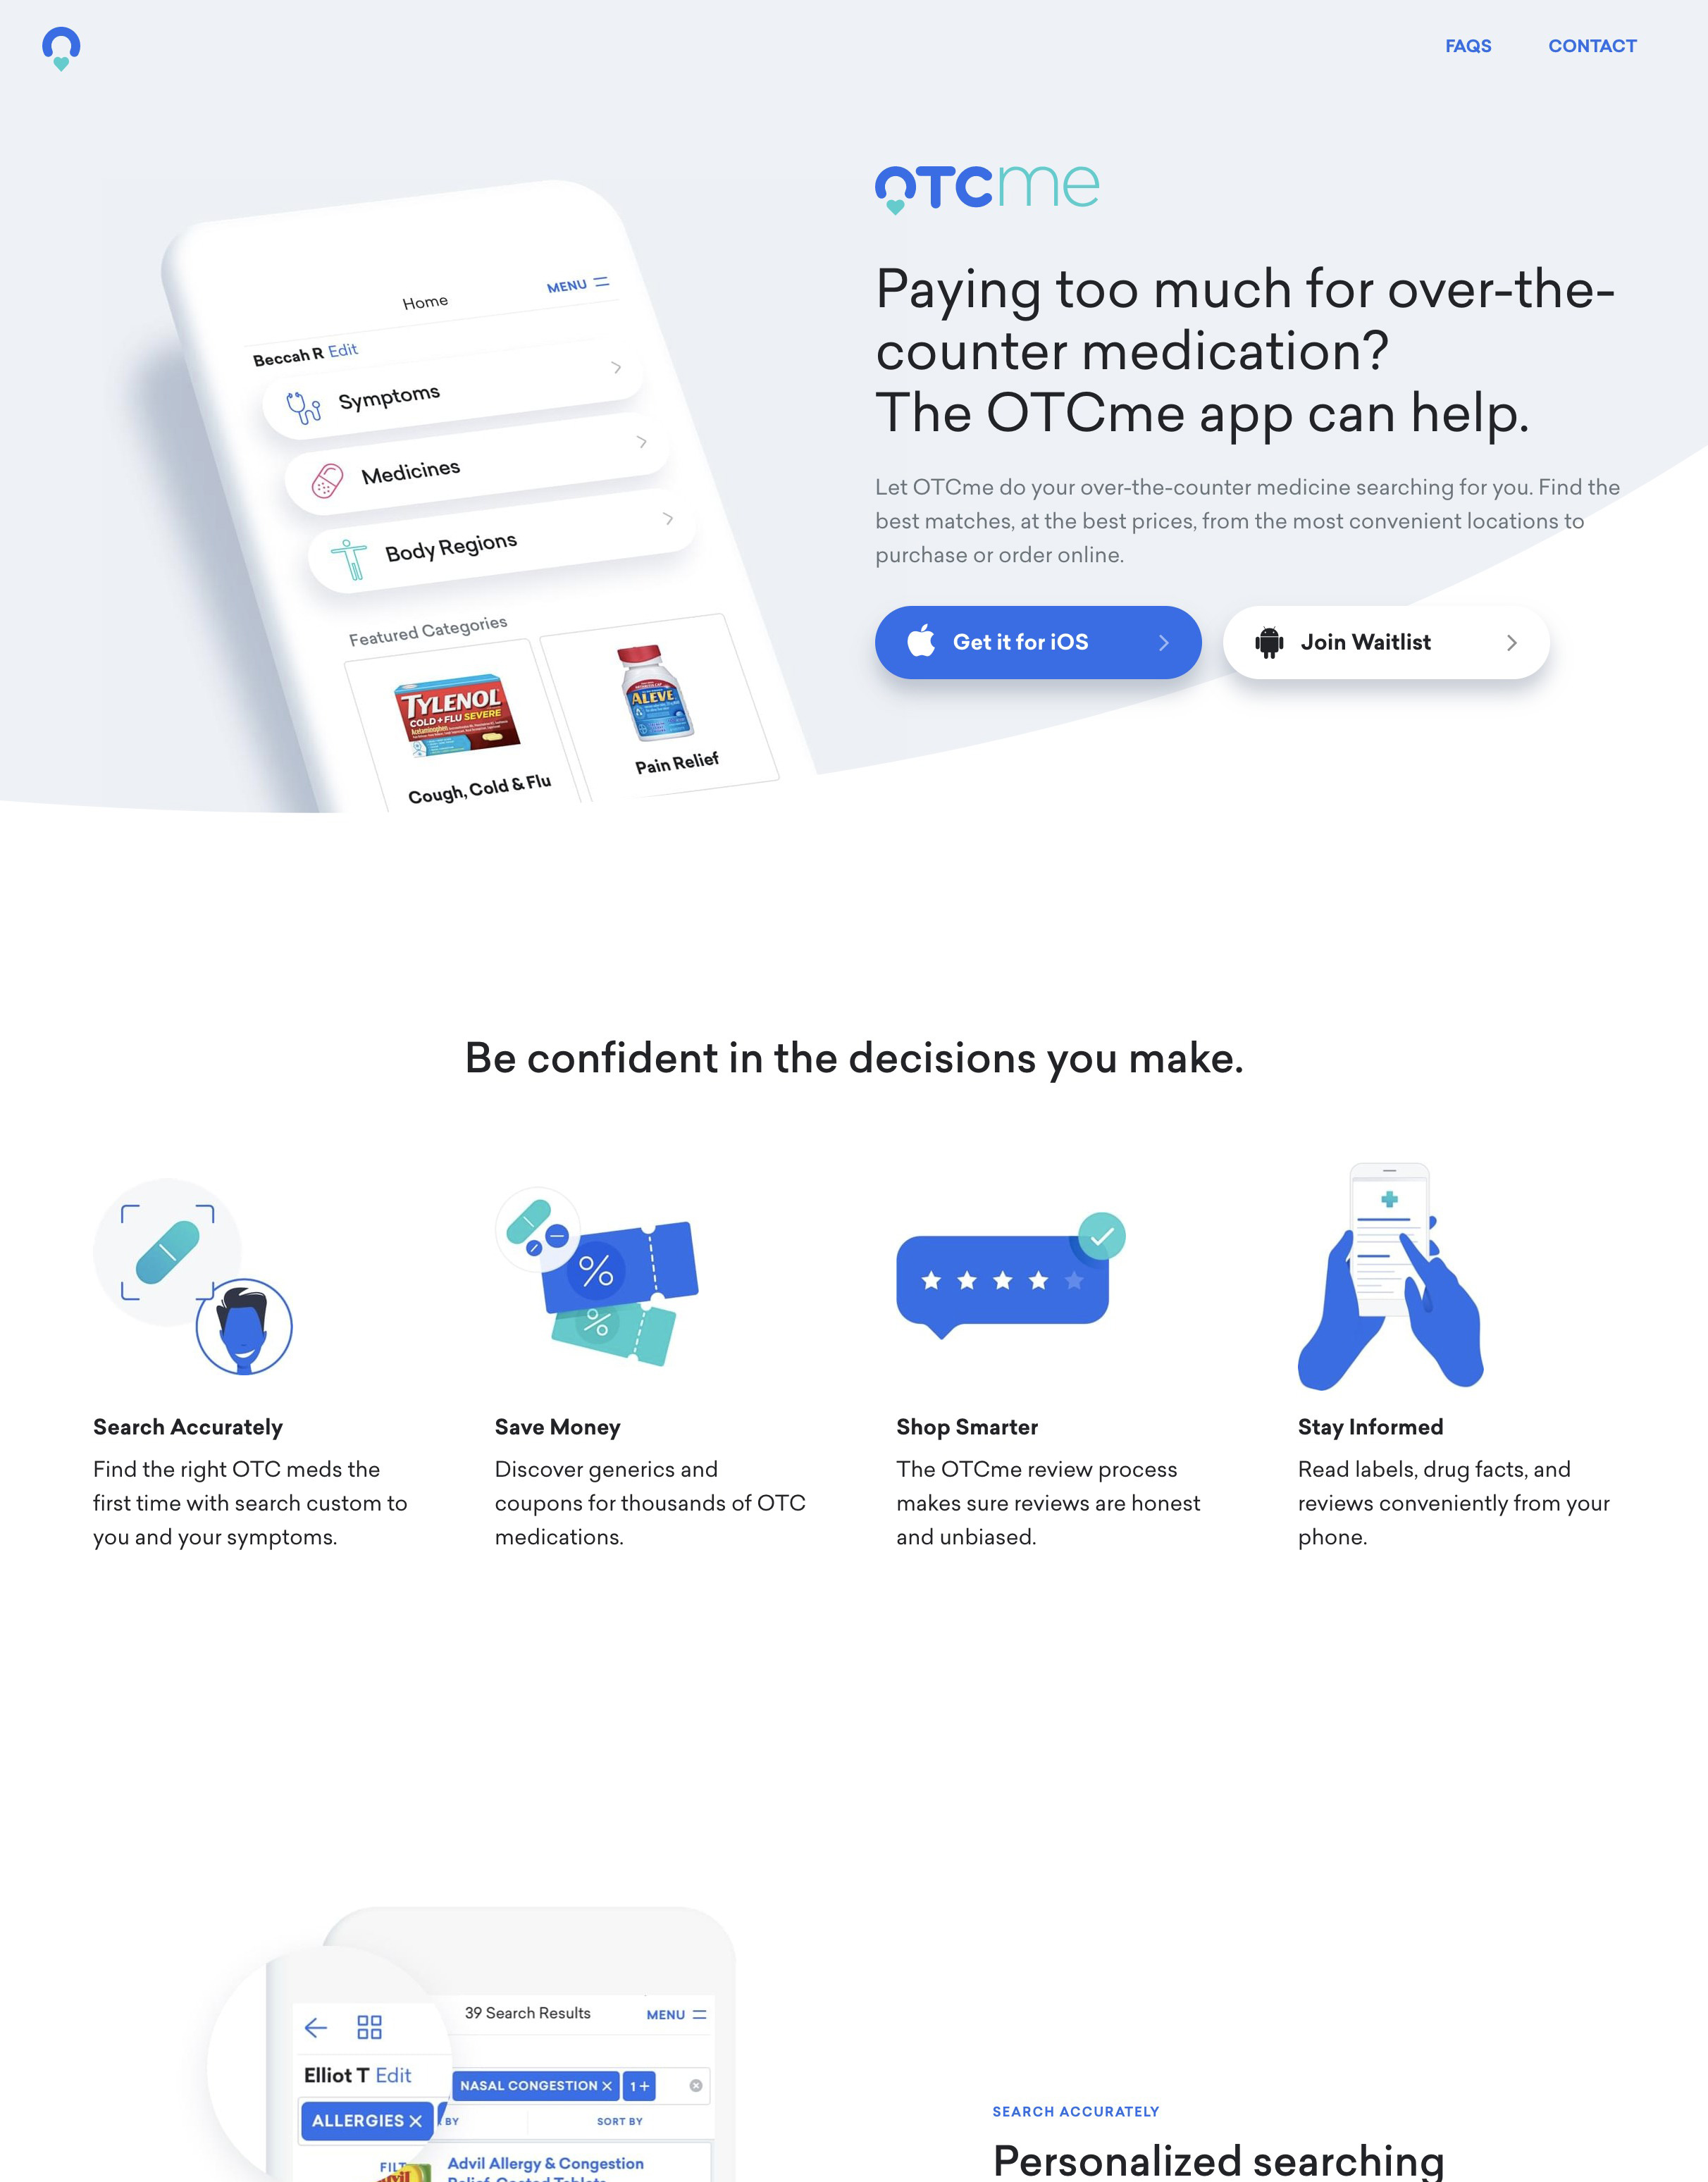 FAQS
CONTACT
OTCme
Paying too much for over-the-
counter medication?
The OTCme app can help.
Let OTCme do your over-the-counter medicine searching for you. Find the
best matches, at the best prices, from the most convenient locations to
purchase or order online.
Get it for iOS
Join Waitlist
Home
MENU
Beccah R Edit
Symptoms
Medicines
Body Regions
Featured Categories
TYLENOL
COLD + FLU SEVERE
Cough, Cold & Flu
ALEVE
Pain Relief
Be confident in the decisions you make.
Search Accurately
Find the right OTC meds the
first time with search custom to
you and your symptoms.
%
%
Save Money
Discover generics and
coupons for thousands of OTC
medications.
Shop Smarter
The OTCme review process
makes sure reviews are honest
and unbiased.
Stay Informed
Read labels, drug facts, and
reviews conveniently from your
phone.
39 Search Results
MENU
Elliot T Edit
NASAL CONGESTION
1 +
ALLERGIES
BY
SORT BY
FILT
Advil Allergy & Congestion
Relief, Coated Tablets
SEARCH ACCURATELY
Personalized searching